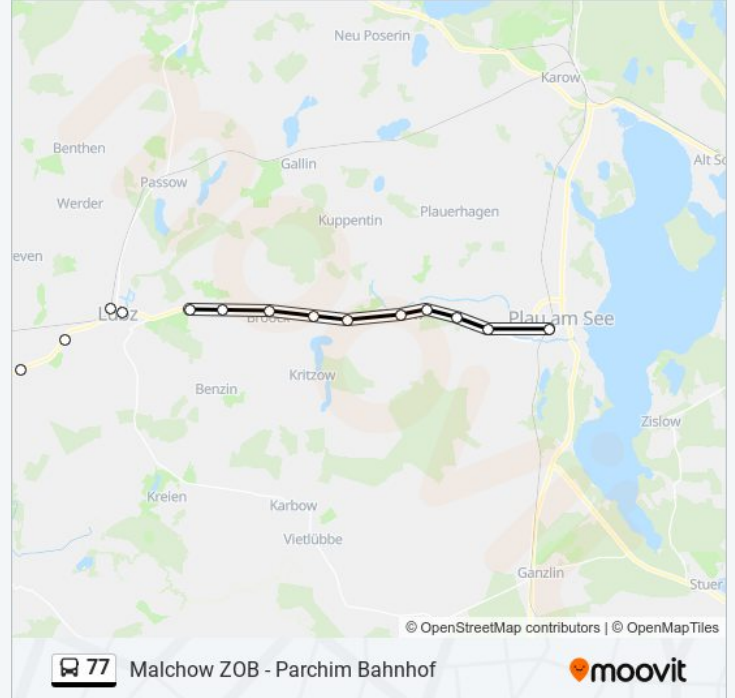 Neu Poserin
Karow
Benthen
Gallin
Alt Sc
Passow
Werder
Plauerhagen
Kuppentin
even
Plau am See
Kritzow
Benzin
Zislow
Kreien
Karbow
Vietlübbe
Ganzlin
Stuer
© OpenStreetMap contributors | © OpenMapTiles
77 Malchow ZOB - Parchim Bahnhof
moovit